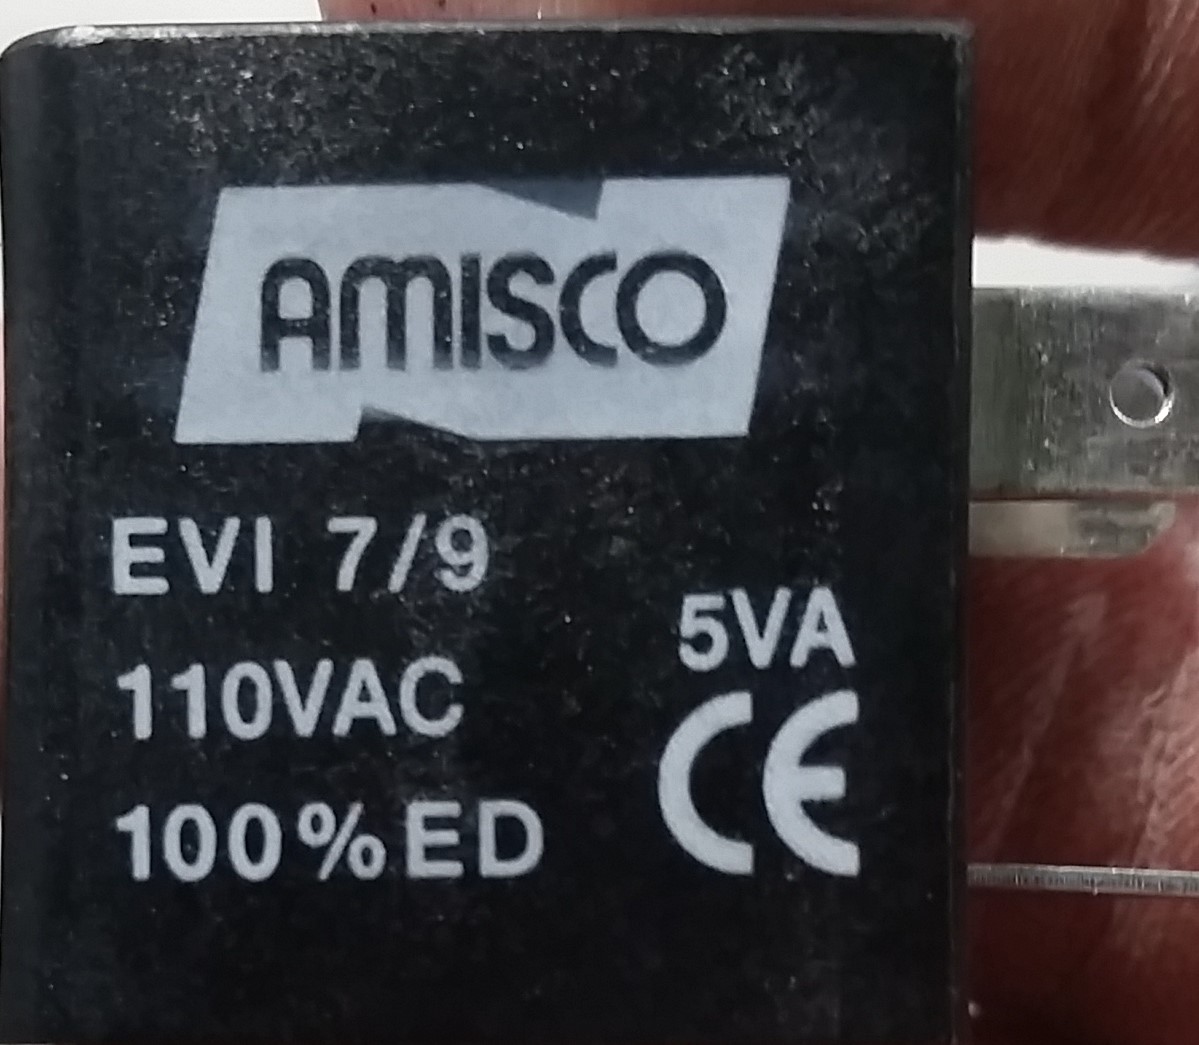 AMISCO
EVI 7/9
5VA
110VAC
CE
100%ED